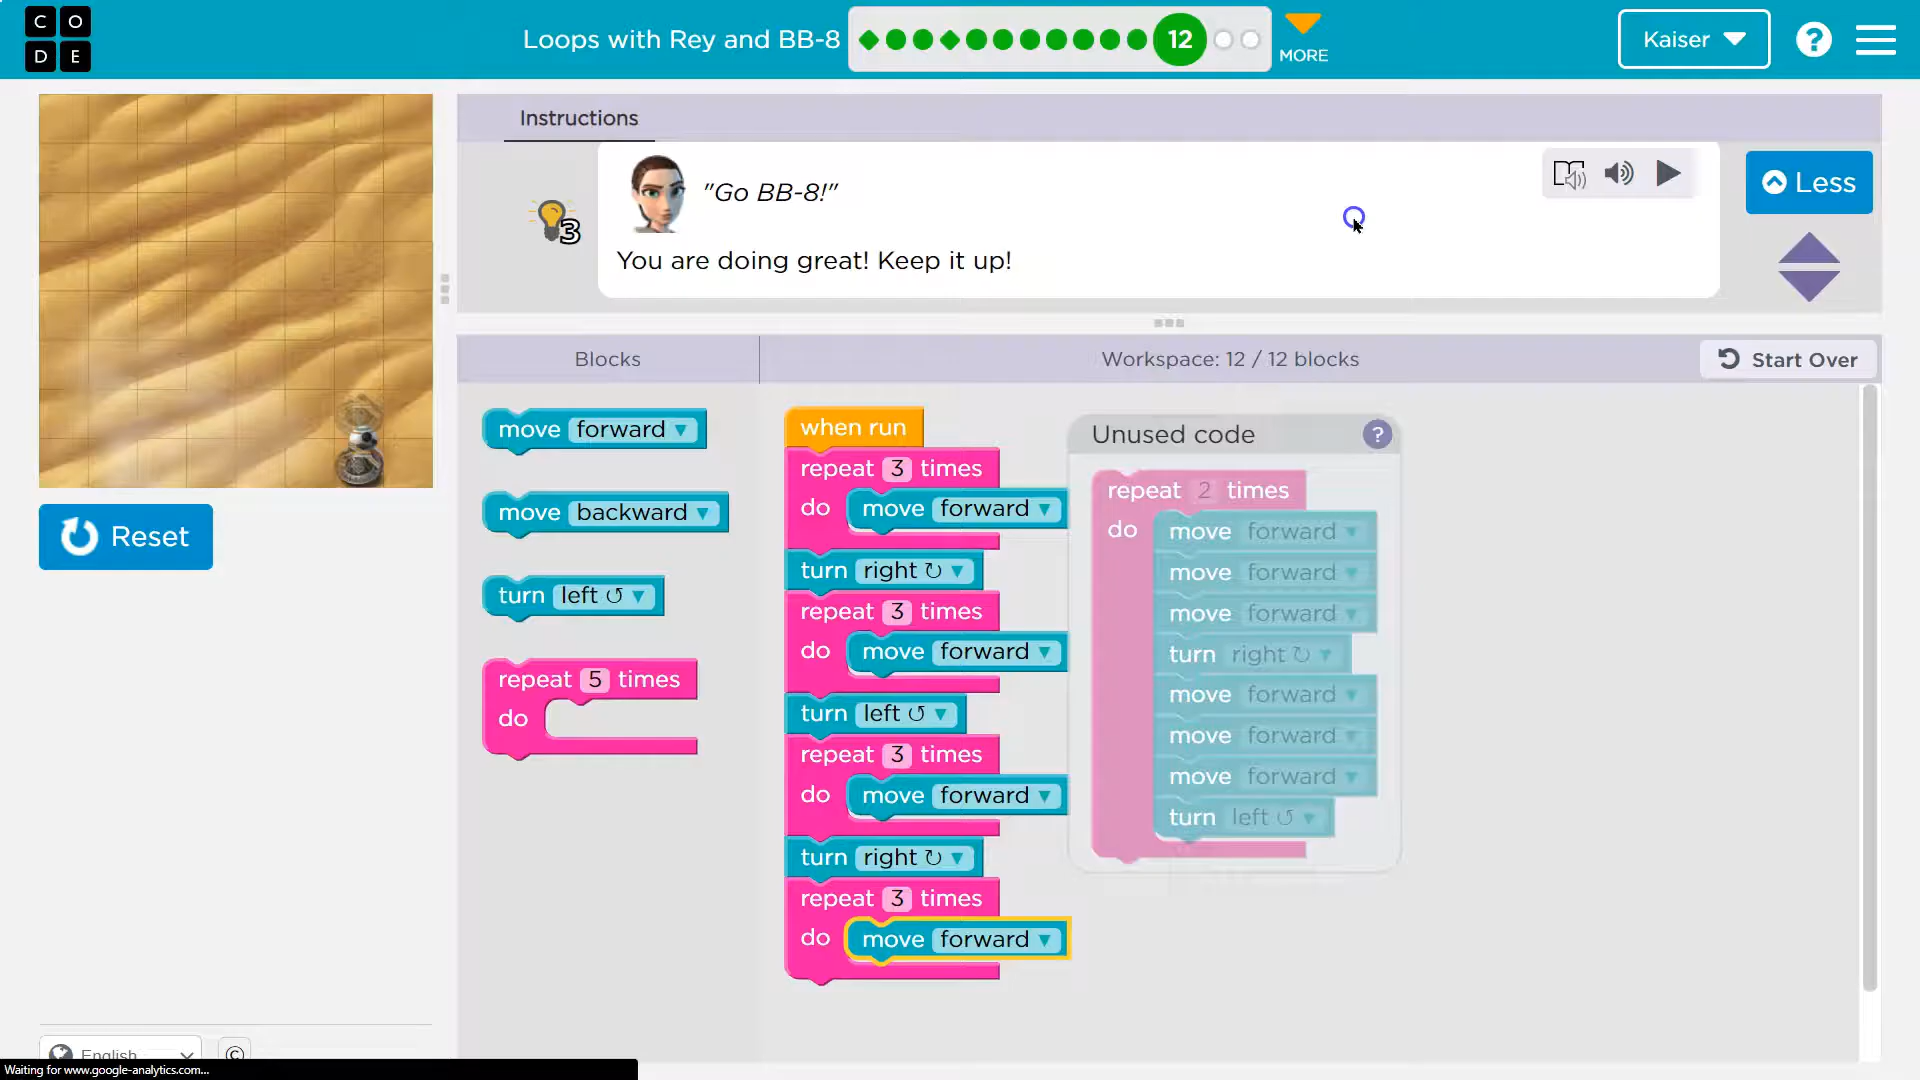 C O
D E
Loops with Rey and BB-8
12
MORE
Kaiser
?
Instructions
3
"Go BB-8!"
You are doing great! Keep it up!
Less
Blocks
Workspace: 12 / 12 blocks
Start Over
Reset
move forward
move backward
turn left ↺
repeat 5 times
do
when run
repeat 3 times
do move forward
turn right ↻
repeat 3 times
do move forward
turn left ↺
repeat 3 times
do move forward
turn right ↻
repeat 3 times
do move forward
Unused code
?
repeat 2 times
do move forward
move forward
move forward
turn right ↻
move forward
move forward
move forward
turn left ↺
English
©
Waiting for www.google-analytics.com...